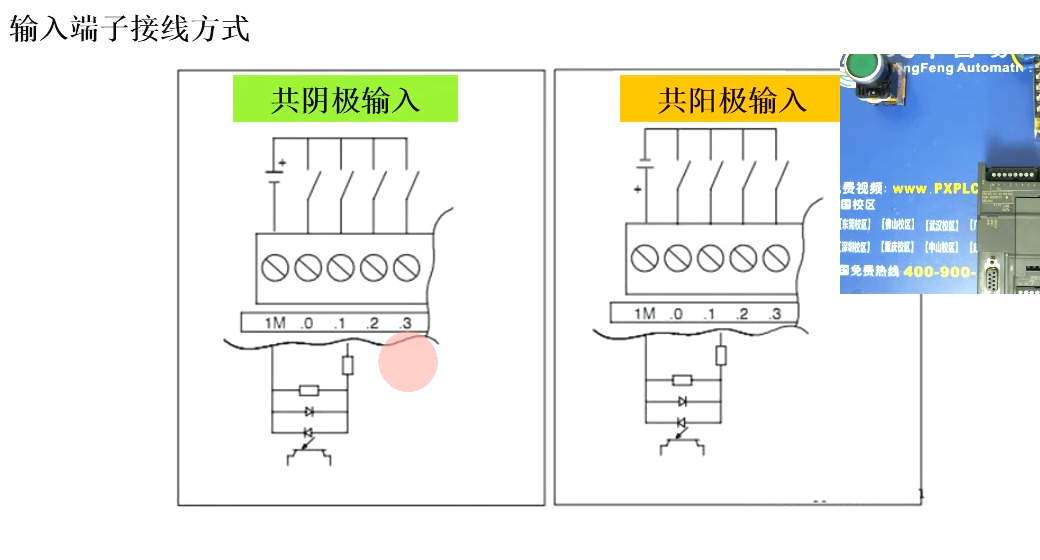 输入端子接线方式
共阴极输入
共阳极输入
+
+
1M .0 .1 .2 .3
1M .0 .1 .2 .3
ngFeng Automat
费视频: www.PXPLC
国校区
【东莞校区】 【佛山校区】 【武汉校区】
【深圳校区】 【重庆校区】 【中山校区】
国免费热线 400-900-